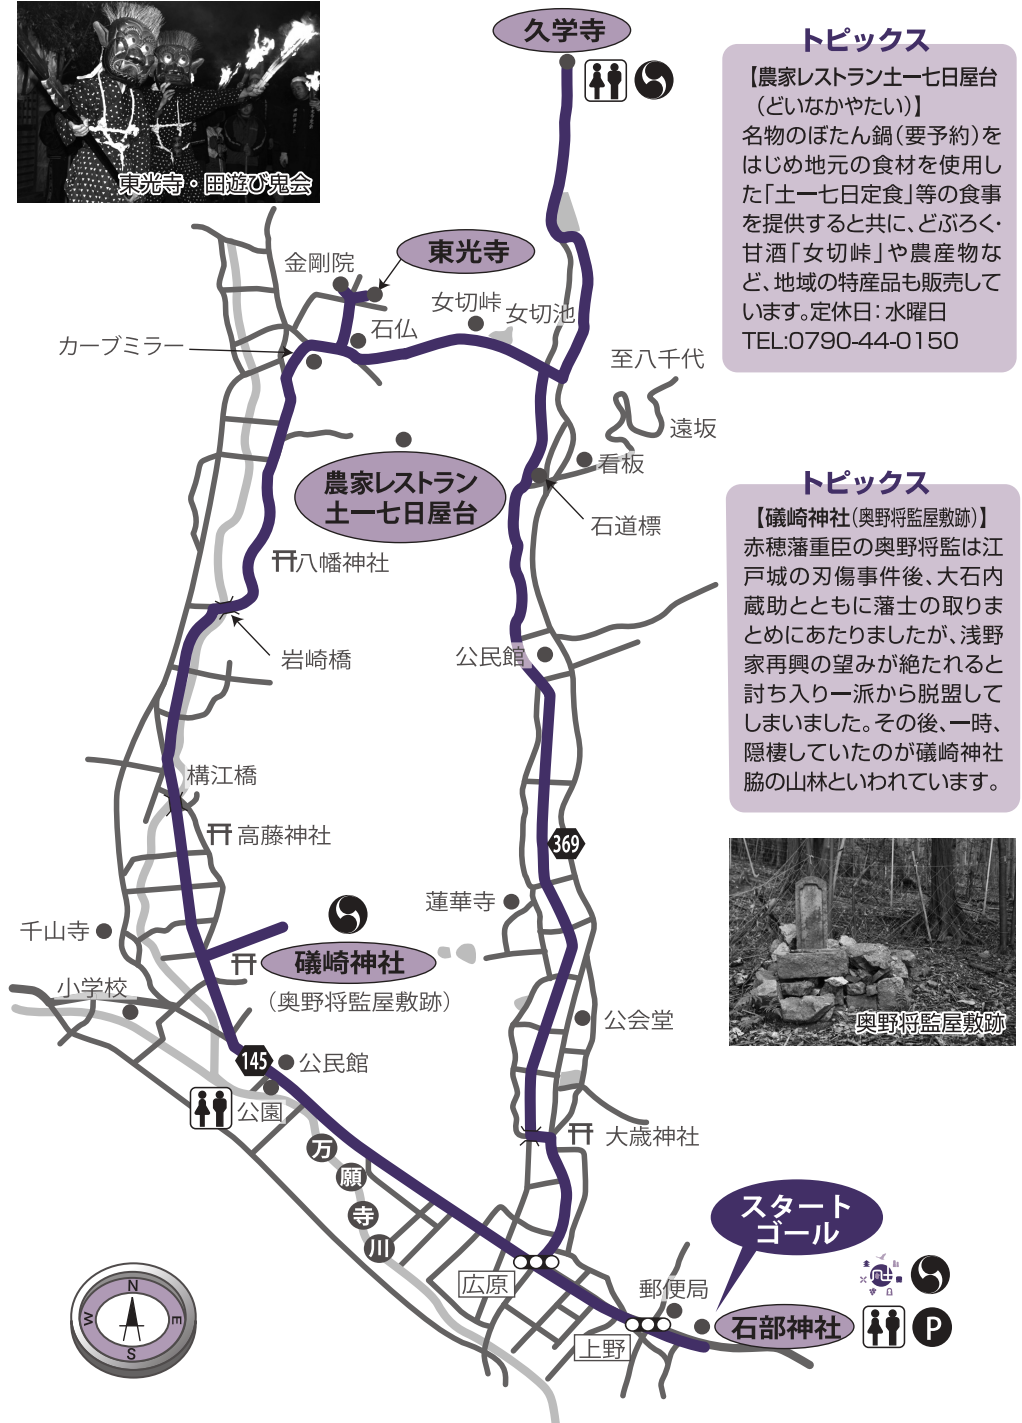 久学寺
東光寺・田遊び鬼会
トピックス
【農家レストラン土一七日屋台
(どいなかやたい)】
名物のぼたん鍋(要予約)を
はじめ地元の食材を使用し
た「土一七日定食」等の食事
を提供すると共に、どぶろく・
甘酒「女切峠」や農産物な
ど、地域の特産品も販売して
います。定休日：水曜日
TEL:0790-44-0150
東光寺
金剛院
女切峠
女切池
石仏
カーブミラー
至八千代
遠坂
看板
農家レストラン
土一七日屋台
石道標
八幡神社
岩崎橋
公民館
トピックス
【礒崎神社(奥野将監屋敷跡)】
赤穂藩重臣の奥野将監は江
戸城の刃傷事件後、大石内
蔵助とともに藩士の取りま
とめにあたりましたが、浅野
家再興の望みが絶たれると
討ち入り一派から脱盟して
しまいました。その後、一時、
隠棲していたのが礒崎神社
脇の山林といわれています。
構江橋
高藤神社
369
蓮華寺
千山寺
礒崎神社
(奥野将監屋敷跡)
小学校
公会堂
奥野将監屋敷跡
145
公民館
公園
大歳神社
万
願
寺
川
スタート
ゴール
広原
郵便局
石部神社
P
上野
N
W
E
S